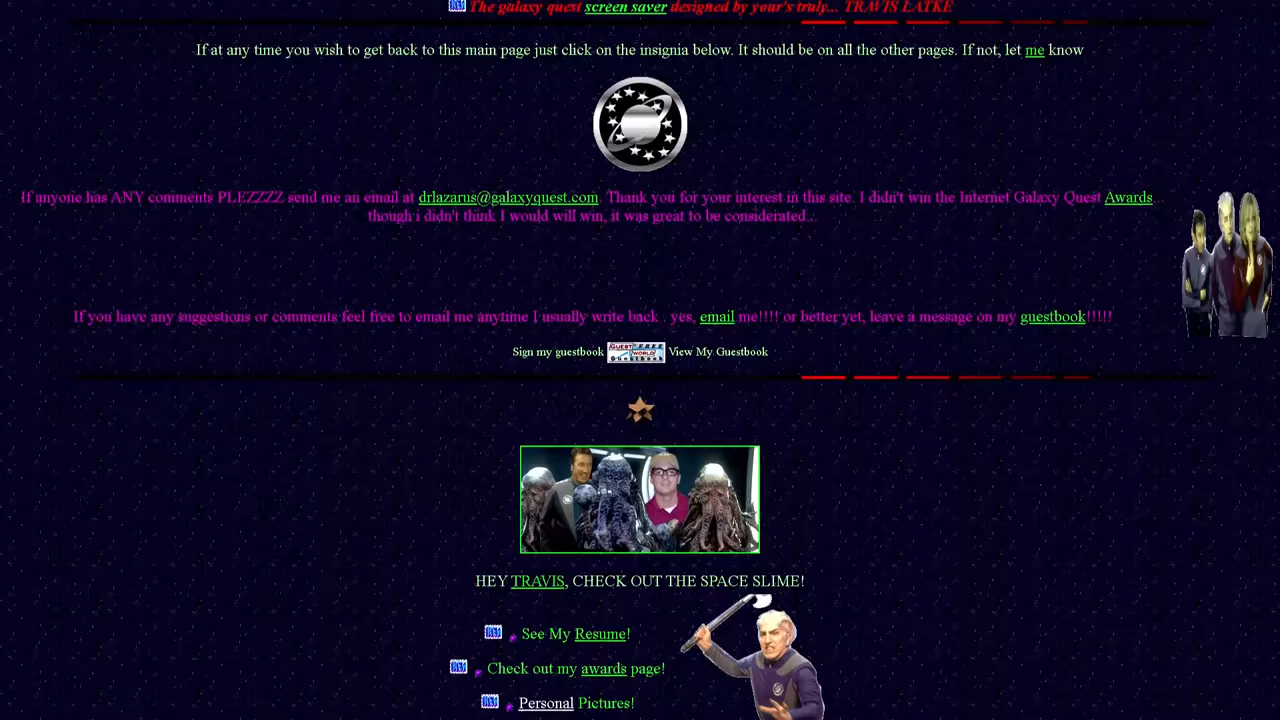 The galaxy quest screen saver designed by your's truly... TRAVIS LATKE
If at any time you wish to get back to this main page just click on the insignia below. It should be on all the other pages. If not, let me know
If anyone has ANY comments PLEZZZZ send me an email at drlazarus@galaxyquest.com. Thank you for your interest in this site. I didn't win the Internet Galaxy Quest Awards...
though i didn't think I would will win, it was great to be considerated...
If you have any suggestions or comments feel free to email me anytime I usually write back . yes, email me!!!! or better yet, leave a message on my guestbook!!!!!
Sign my guestbook GUEST WORLD FREE Guestbook View My Guestbook
HEY TRAVIS, CHECK OUT THE SPACE SLIME!
See My Resume!
Check out my awards page!
Personal Pictures!